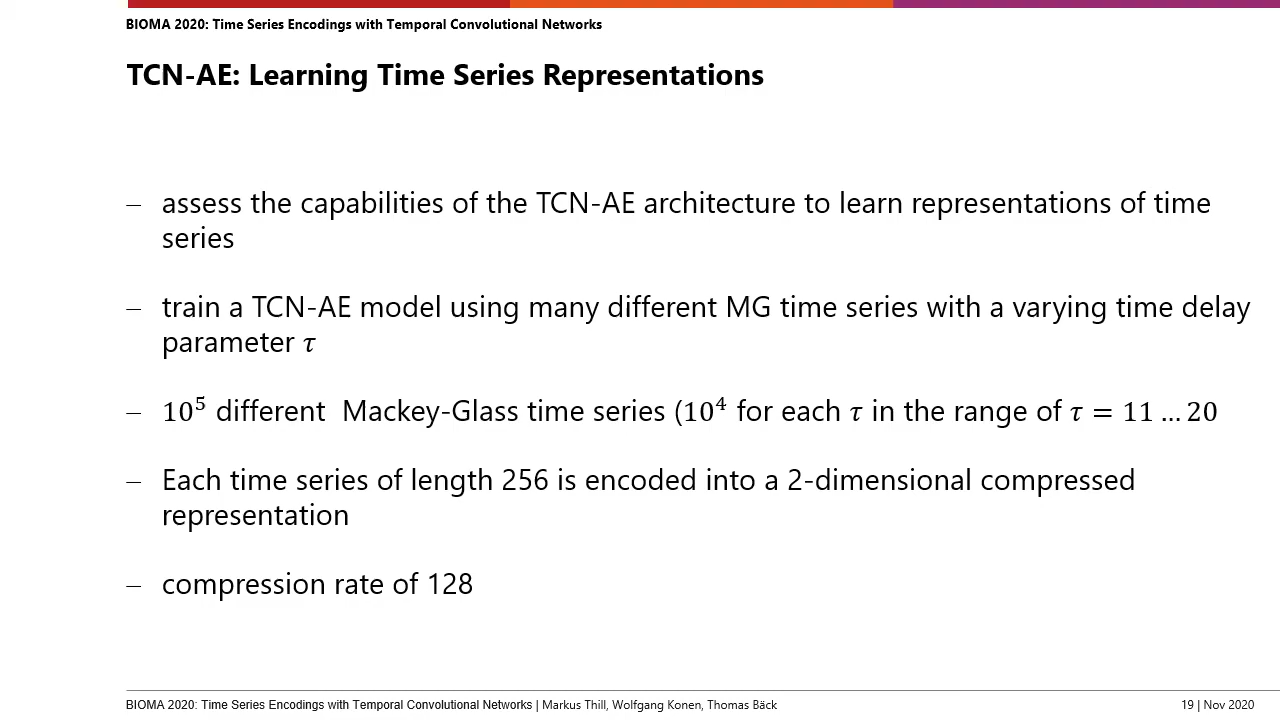 BIOMA 2020: Time Series Encodings with Temporal Convolutional Networks
TCN-AE: Learning Time Series Representations
– assess the capabilities of the TCN-AE architecture to learn representations of time
series
– train a TCN-AE model using many different MG time series with a varying time delay
parameter 𝜏
– 10⁵ different  Mackey-Glass time series (10⁴ for each 𝜏 in the range of 𝜏 = 11 … 20
– Each time series of length 256 is encoded into a 2-dimensional compressed
representation
– compression rate of 128
BIOMA 2020: Time Series Encodings with Temporal Convolutional Networks | Markus Thill, Wolfgang Konen, Thomas Bäck
19 | Nov 2020